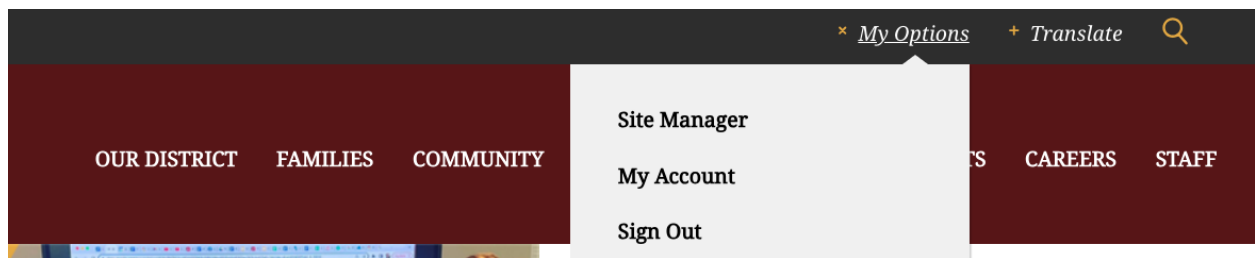 × My Options + Translate
Site Manager
OUR DISTRICT FAMILIES COMMUNITY CAREERS STAFF
My Account
Sign Out